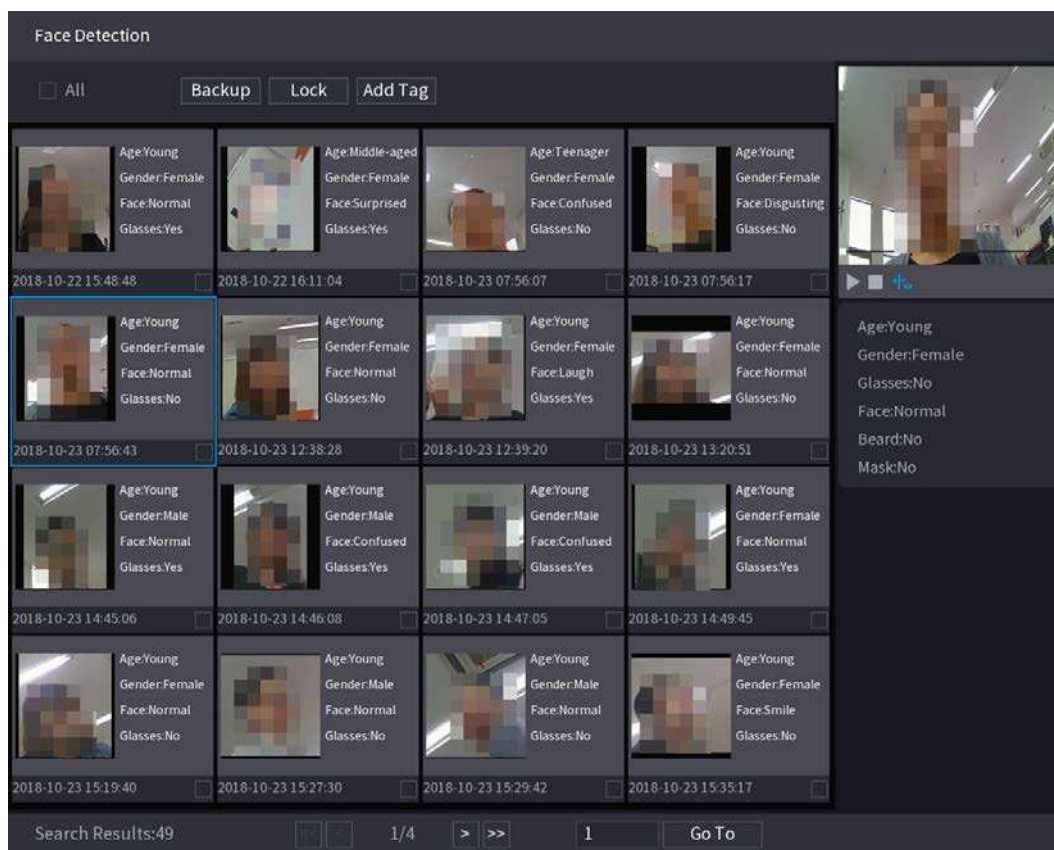 Face Detection
All
Backup
Lock
Add Tag
Age:Young
Gender:Female
Face:Normal
Glasses:Yes
2018-10-22 15:48:48
Age:Middle-aged
Gender:Female
Face:Surprised
Glasses:Yes
2018-10-22 16:11:04
Age:Teenager
Gender:Female
Face:Confused
Glasses:No
2018-10-23 07:56:07
Age:Young
Gender:Female
Face:Disgusting
Glasses:No
2018-10-23 07:56:17
Age:Young
Gender:Female
Face:Normal
Glasses:No
2018-10-23 07:56:43
Age:Young
Gender:Female
Face:Normal
Glasses:No
2018-10-23 12:38:28
Age:Young
Gender:Female
Face:Laugh
Glasses:Yes
2018-10-23 12:39:20
Age:Young
Gender:Female
Face:Normal
Glasses:No
2018-10-23 13:20:51
Age:Young
Gender:Male
Face:Normal
Glasses:Yes
2018-10-23 14:45:06
Age:Young
Gender:Male
Face:Confused
Glasses:Yes
2018-10-23 14:46:08
Age:Young
Gender:Male
Face:Confused
Glasses:Yes
2018-10-23 14:47:05
Age:Young
Gender:Female
Face:Normal
Glasses:Yes
2018-10-23 14:49:45
Age:Young
Gender:Female
Face:Normal
Glasses:No
2018-10-23 15:19:40
Age:Young
Gender:Male
Face:Normal
Glasses:No
2018-10-23 15:27:30
Age:Young
Gender:Male
Face:Normal
Glasses:No
2018-10-23 15:29:42
Age:Young
Gender:Female
Face:Smile
Glasses:No
2018-10-23 15:35:17
Age:Young
Gender:Female
Glasses:No
Face:Normal
Beard:No
Mask:No
Search Results:49
<< < 1/4 > >> 1 Go To